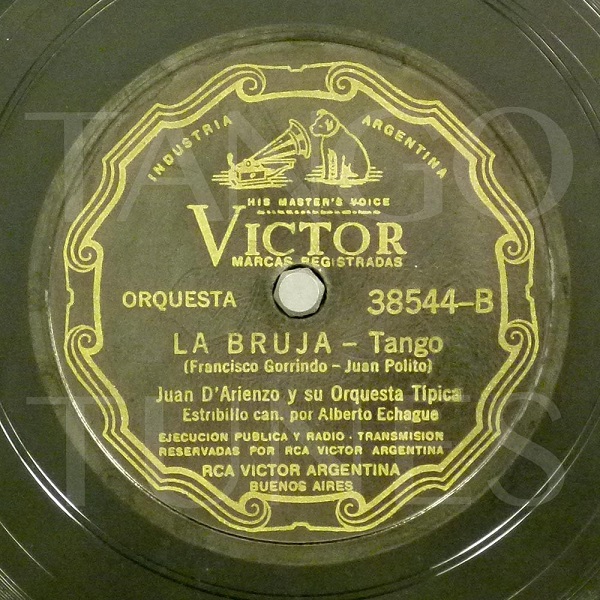 INDUSTRIA ARGENTINA
HIS MASTER'S VOICE
VICTOR
MARCAS REGISTRADAS
ORQUESTA 38544-B
LA BRUJA - Tango
(Francisco Gorrindo - Juan Polito)
Juan D'Arienzo y su Orquesta Típica
Estribillo can. por Alberto Echague
EJECUCION PUBLICA Y RADIO - TRANSMISION
RESERVADAS POR RCA VICTOR ARGENTINA
RCA VICTOR ARGENTINA
BUENOS AIRES
TANGO
TUNES